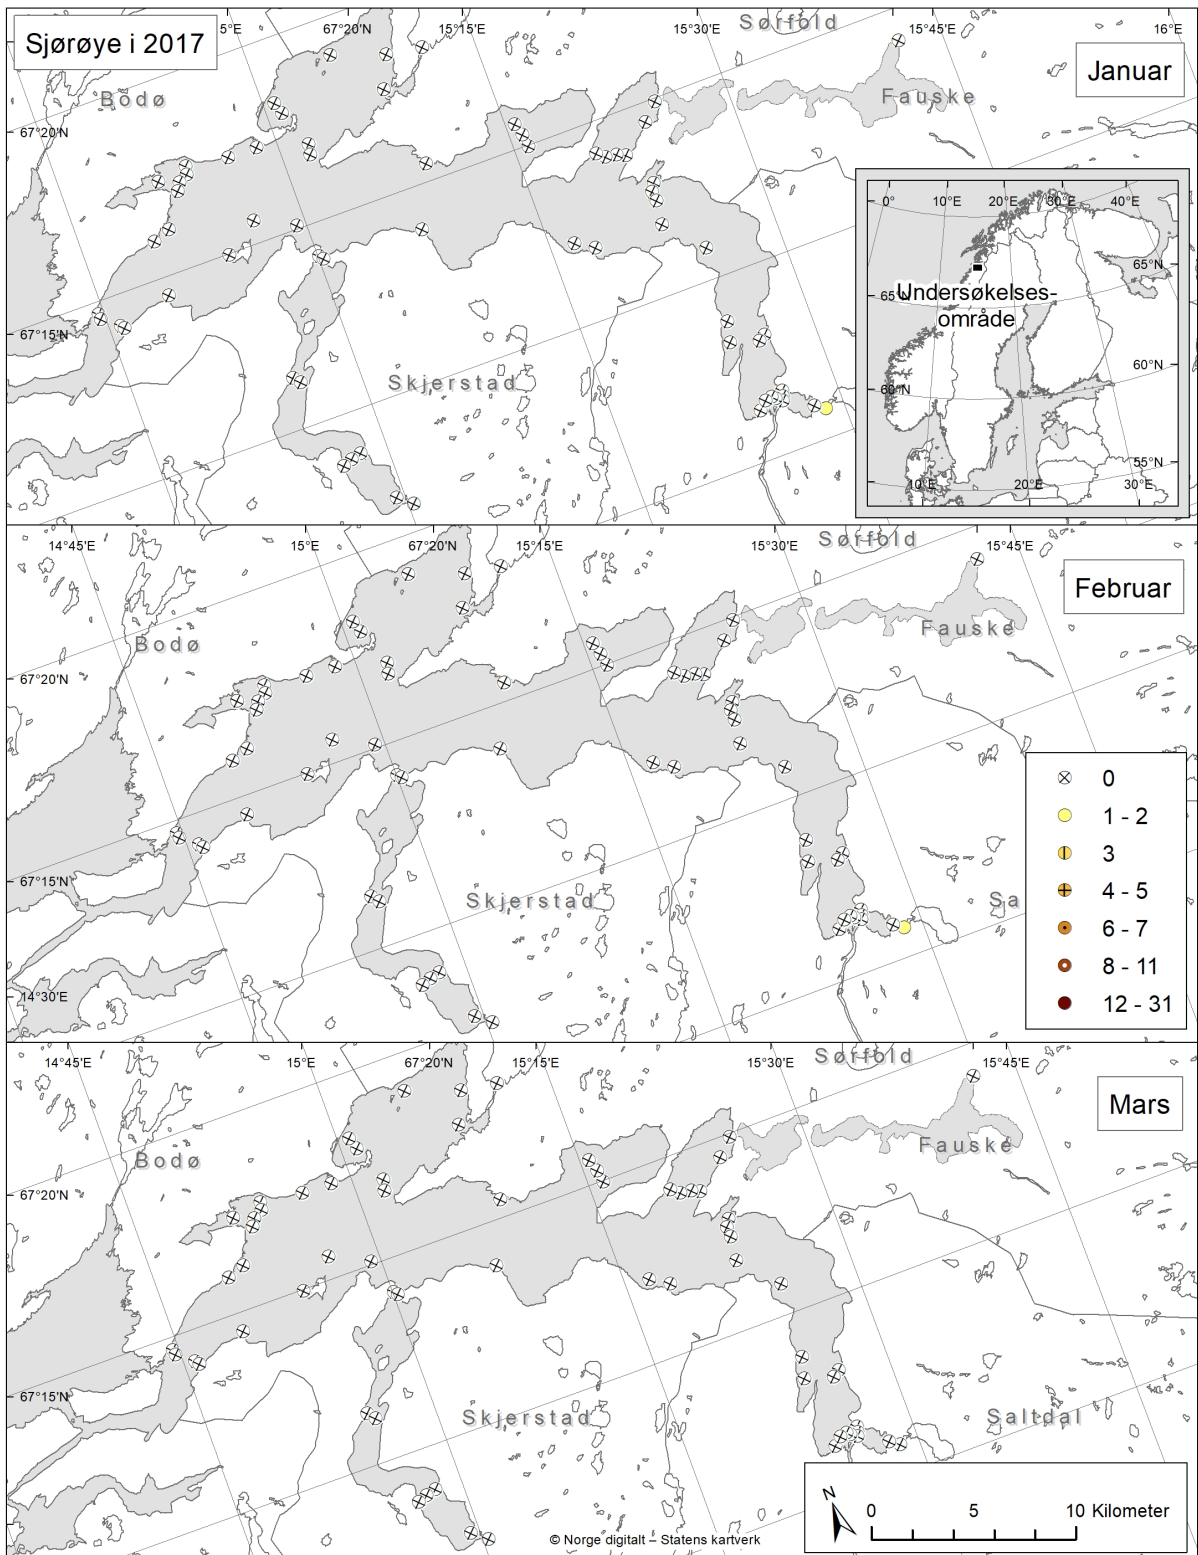 Sjørøye i 2017
5°E
67°20'N
15°15'E
Sørfold
15°30'E
15°45'E
16°E
Januar
Bodø
Fauske
67°20'N
0°
10°E
20°E
30°E
40°E
65°N
65°N
Undersøkelses-
område
67°15'N
60°N
60°N
Skjerstad
55°N
10°E
20°E
30°E
14°45'E
15°E
67°20'N
15°15'E
15°30'E
Sørfold
15°45'E
Februar
Bodø
Fauske
67°20'N
0
1 - 2
3
4 - 5
6 - 7
8 - 11
12 - 31
67°15'N
Skjerstad
Sa
14°30'E
14°45'E
15°E
67°20'N
15°15'E
15°30'E
Sørfold
15°45'E
Mars
Bodø
Fauske
67°20'N
67°15'N
Skjerstad
Saltdal
N
0 5 10 Kilometer
© Norge digitalt – Statens kartverk